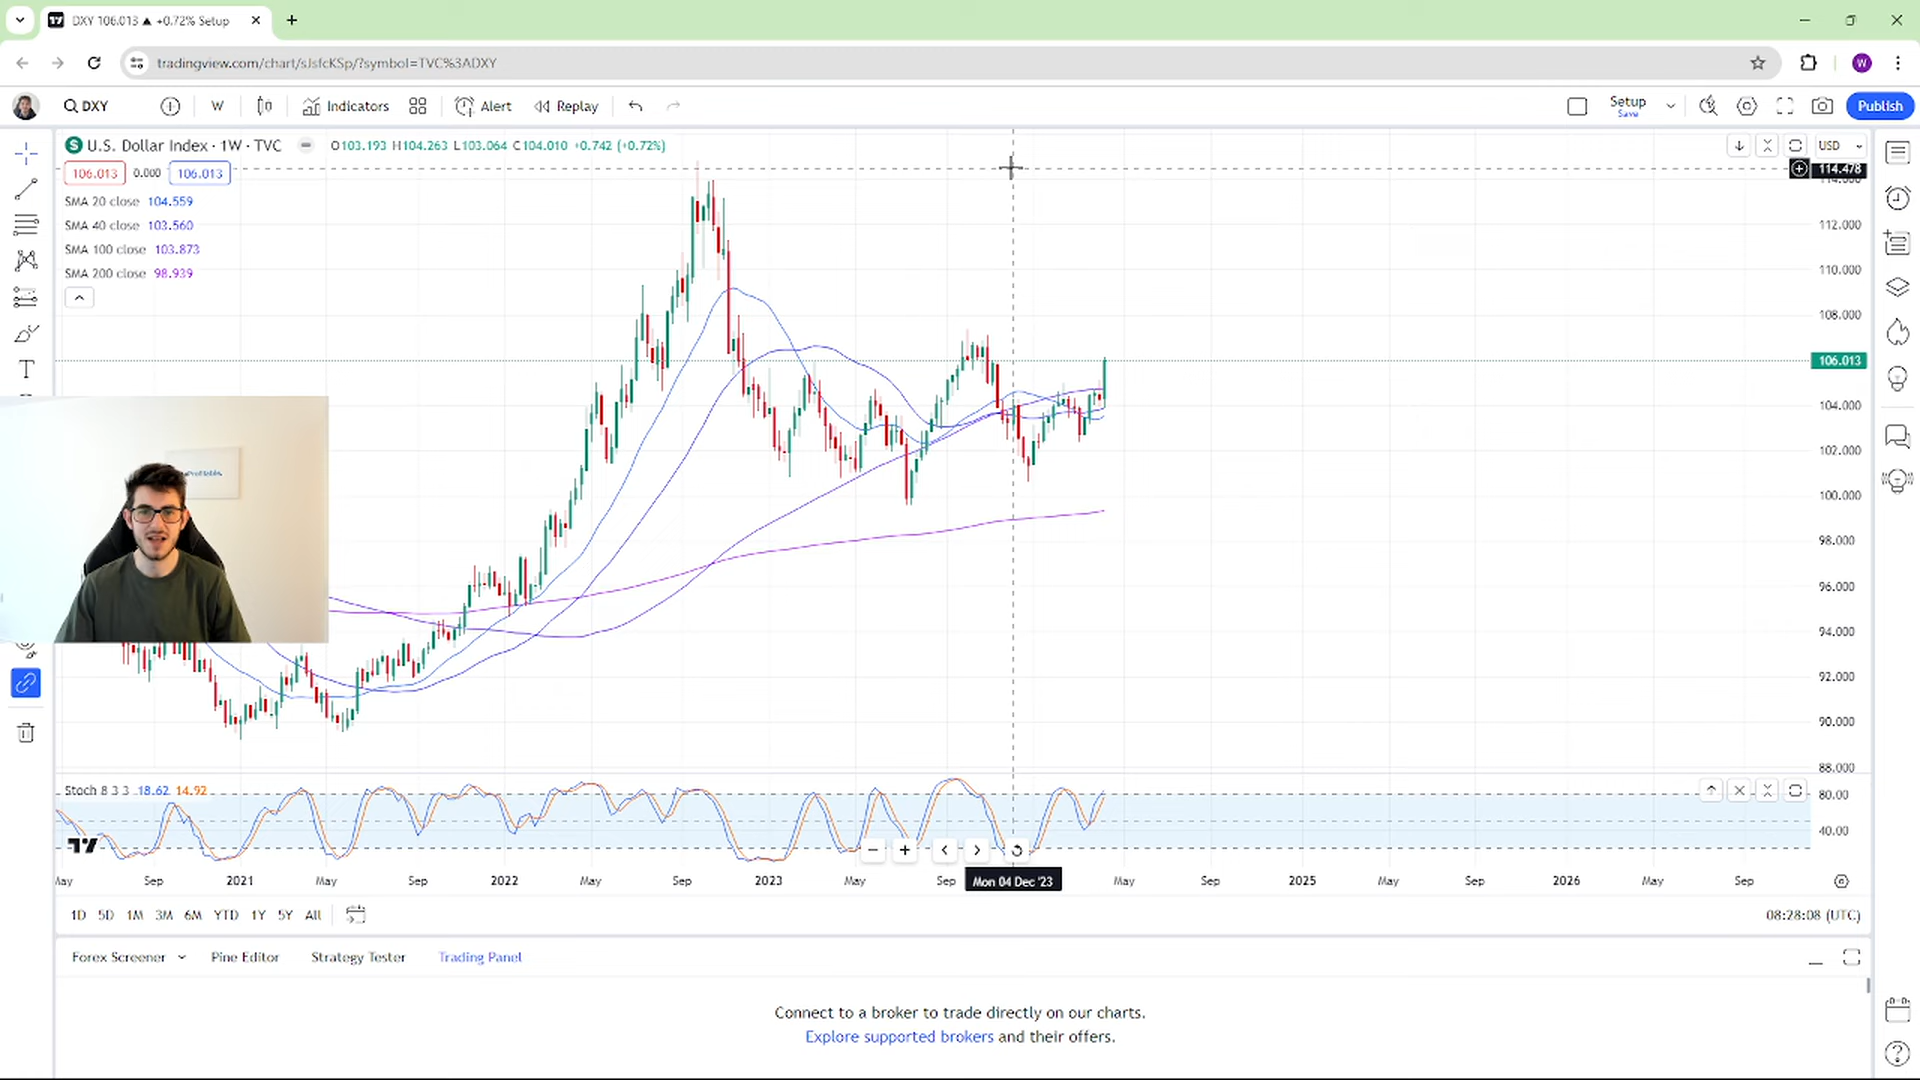 DXY 106.013 ▲ +0.72% Setup
tradingview.com/chart/sJsfcKSp/?symbol=TVC%3ADXY
W
DXY
W
Indicators
Alert
Replay
Setup
Save
Publish
U.S. Dollar Index · 1W · TVC
O103.193 H104.263 L103.064 C104.010 +0.742 (+0.72%)
USD
106.013 0.000 106.013
114.478
SMA 20 close 104.559
SMA 40 close 103.560
SMA 100 close 103.873
SMA 200 close 98.939
112.000
110.000
108.000
106.013
104.000
102.000
100.000
98.000
96.000
94.000
92.000
90.000
88.000
Stoch 8 3 3 18.62 14.92
80.00
40.00
May Sep 2021 May Sep 2022 May Sep 2023 May Sep Mon 04 Dec '23 May Sep 2025 May Sep 2026 May Sep
1D 5D 1M 3M 6M YTD 1Y 5Y All
08:28:08 (UTC)
Forex Screener Pine Editor Strategy Tester Trading Panel
Connect to a broker to trade directly on our charts.
Explore supported brokers and their offers.